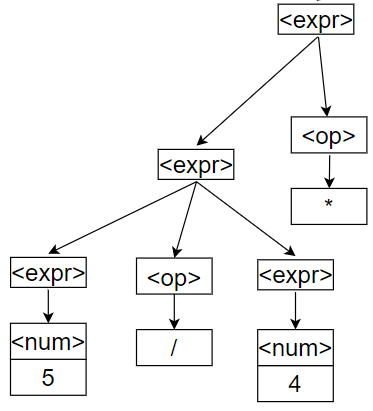 <expr>
<op>
<expr>
*
<expr>
<op>
<expr>
<num>
/
<num>
5
4